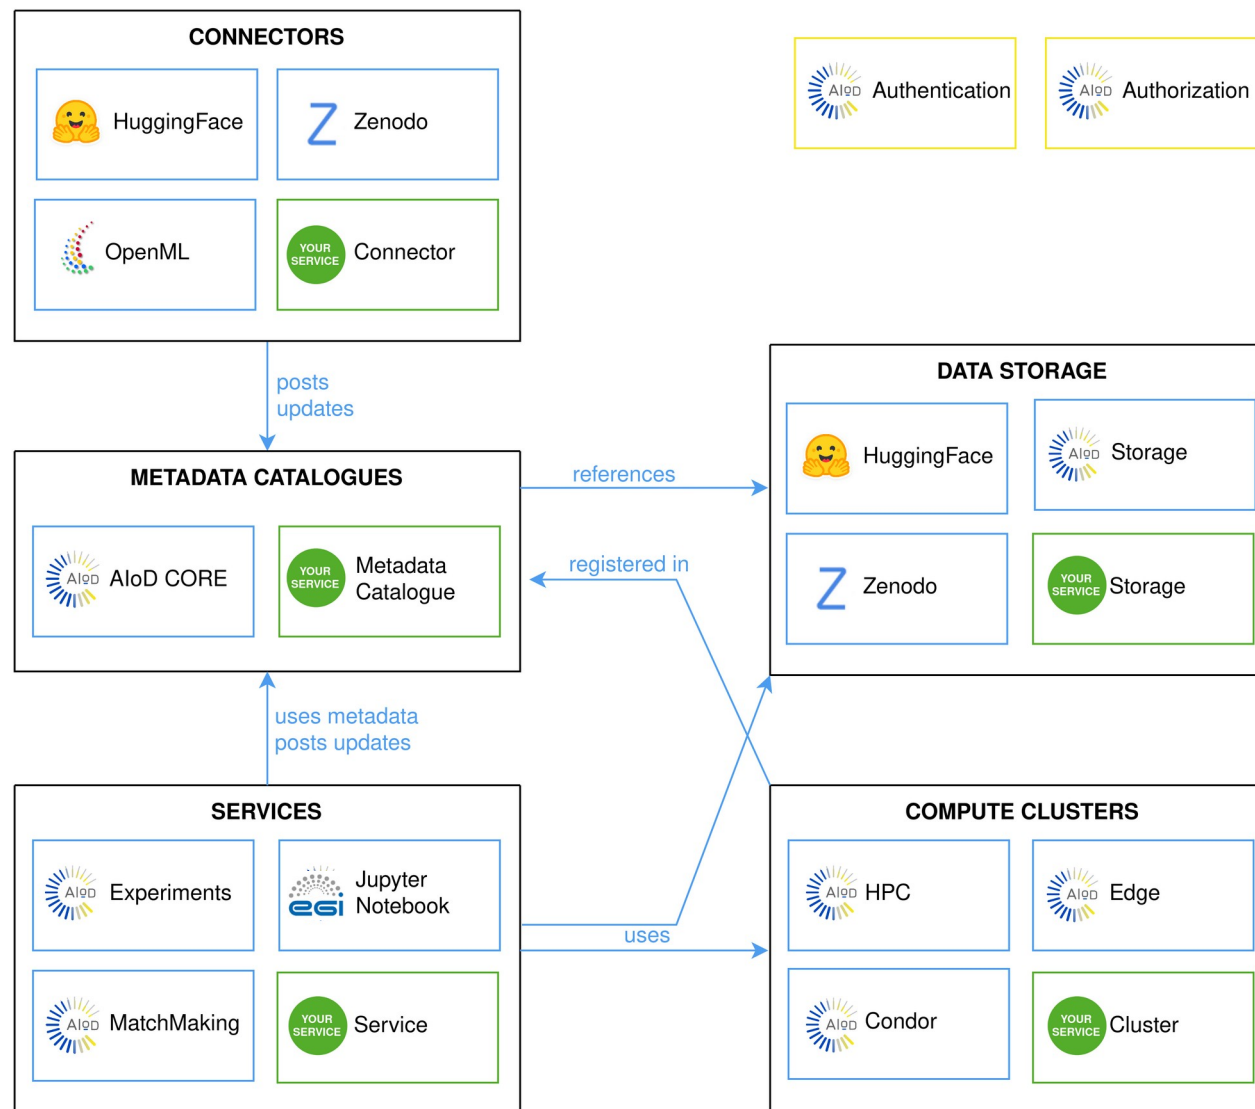 CONNECTORS
HuggingFace
Zenodo
OpenML
YOUR
SERVICE
Connector
AIoD
Authentication
AIoD
Authorization
posts
updates
METADATA CATALOGUES
AIoD
AIoD CORE
YOUR
SERVICE
Metadata
Catalogue
references
registered in
DATA STORAGE
HuggingFace
AIoD
Storage
Zenodo
YOUR
SERVICE
Storage
uses metadata
posts updates
SERVICES
AIoD
Experiments
egi
Jupyter
Notebook
AIoD
MatchMaking
YOUR
SERVICE
Service
uses
COMPUTE CLUSTERS
AIoD
HPC
AIoD
Edge
AIoD
Condor
YOUR
SERVICE
Cluster